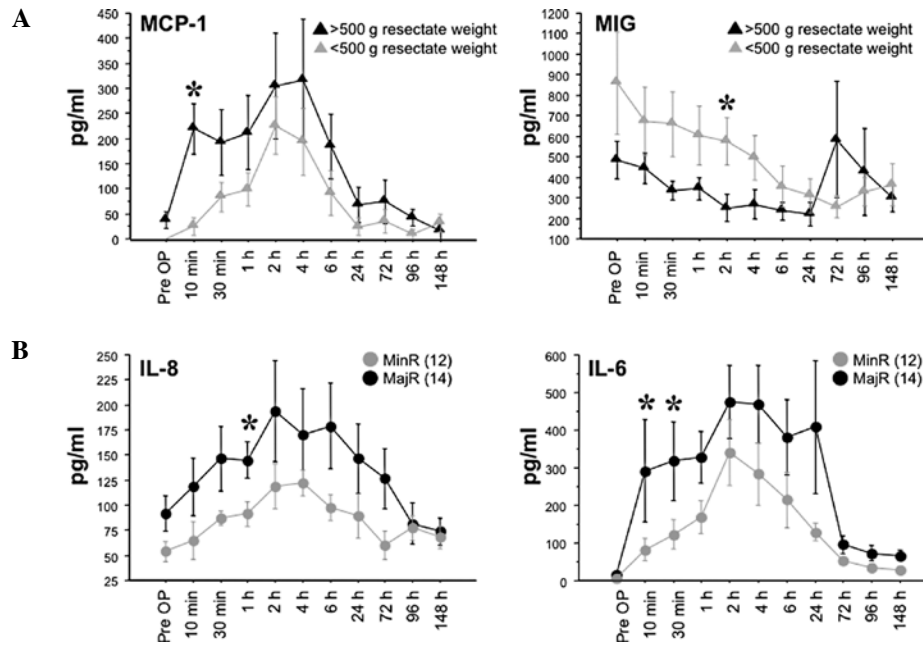 A
MCP-1
>500 g resectate weight
<500 g resectate weight
*
pg/ml
450
400
350
300
250
200
150
100
50
0
Pre OP
10 min
30 min
1 h
2 h
4 h
6 h
24 h
72 h
96 h
148 h
MIG
>500 g resectate weight
<500 g resectate weight
*
pg/ml
1200
1100
1000
900
800
700
600
500
400
300
200
100
Pre OP
10 min
30 min
1 h
2 h
4 h
6 h
24 h
72 h
96 h
148 h
B
IL-8
MinR (12)
MajR (14)
*
pg/ml
250
225
200
175
150
125
100
75
50
25
Pre OP
10 min
30 min
1 h
2 h
4 h
6 h
24 h
72 h
96 h
148 h
IL-6
MinR (12)
MajR (14)
* *
pg/ml
600
500
400
300
200
100
0
Pre OP
10 min
30 min
1 h
2 h
4 h
6 h
24 h
72 h
96 h
148 h